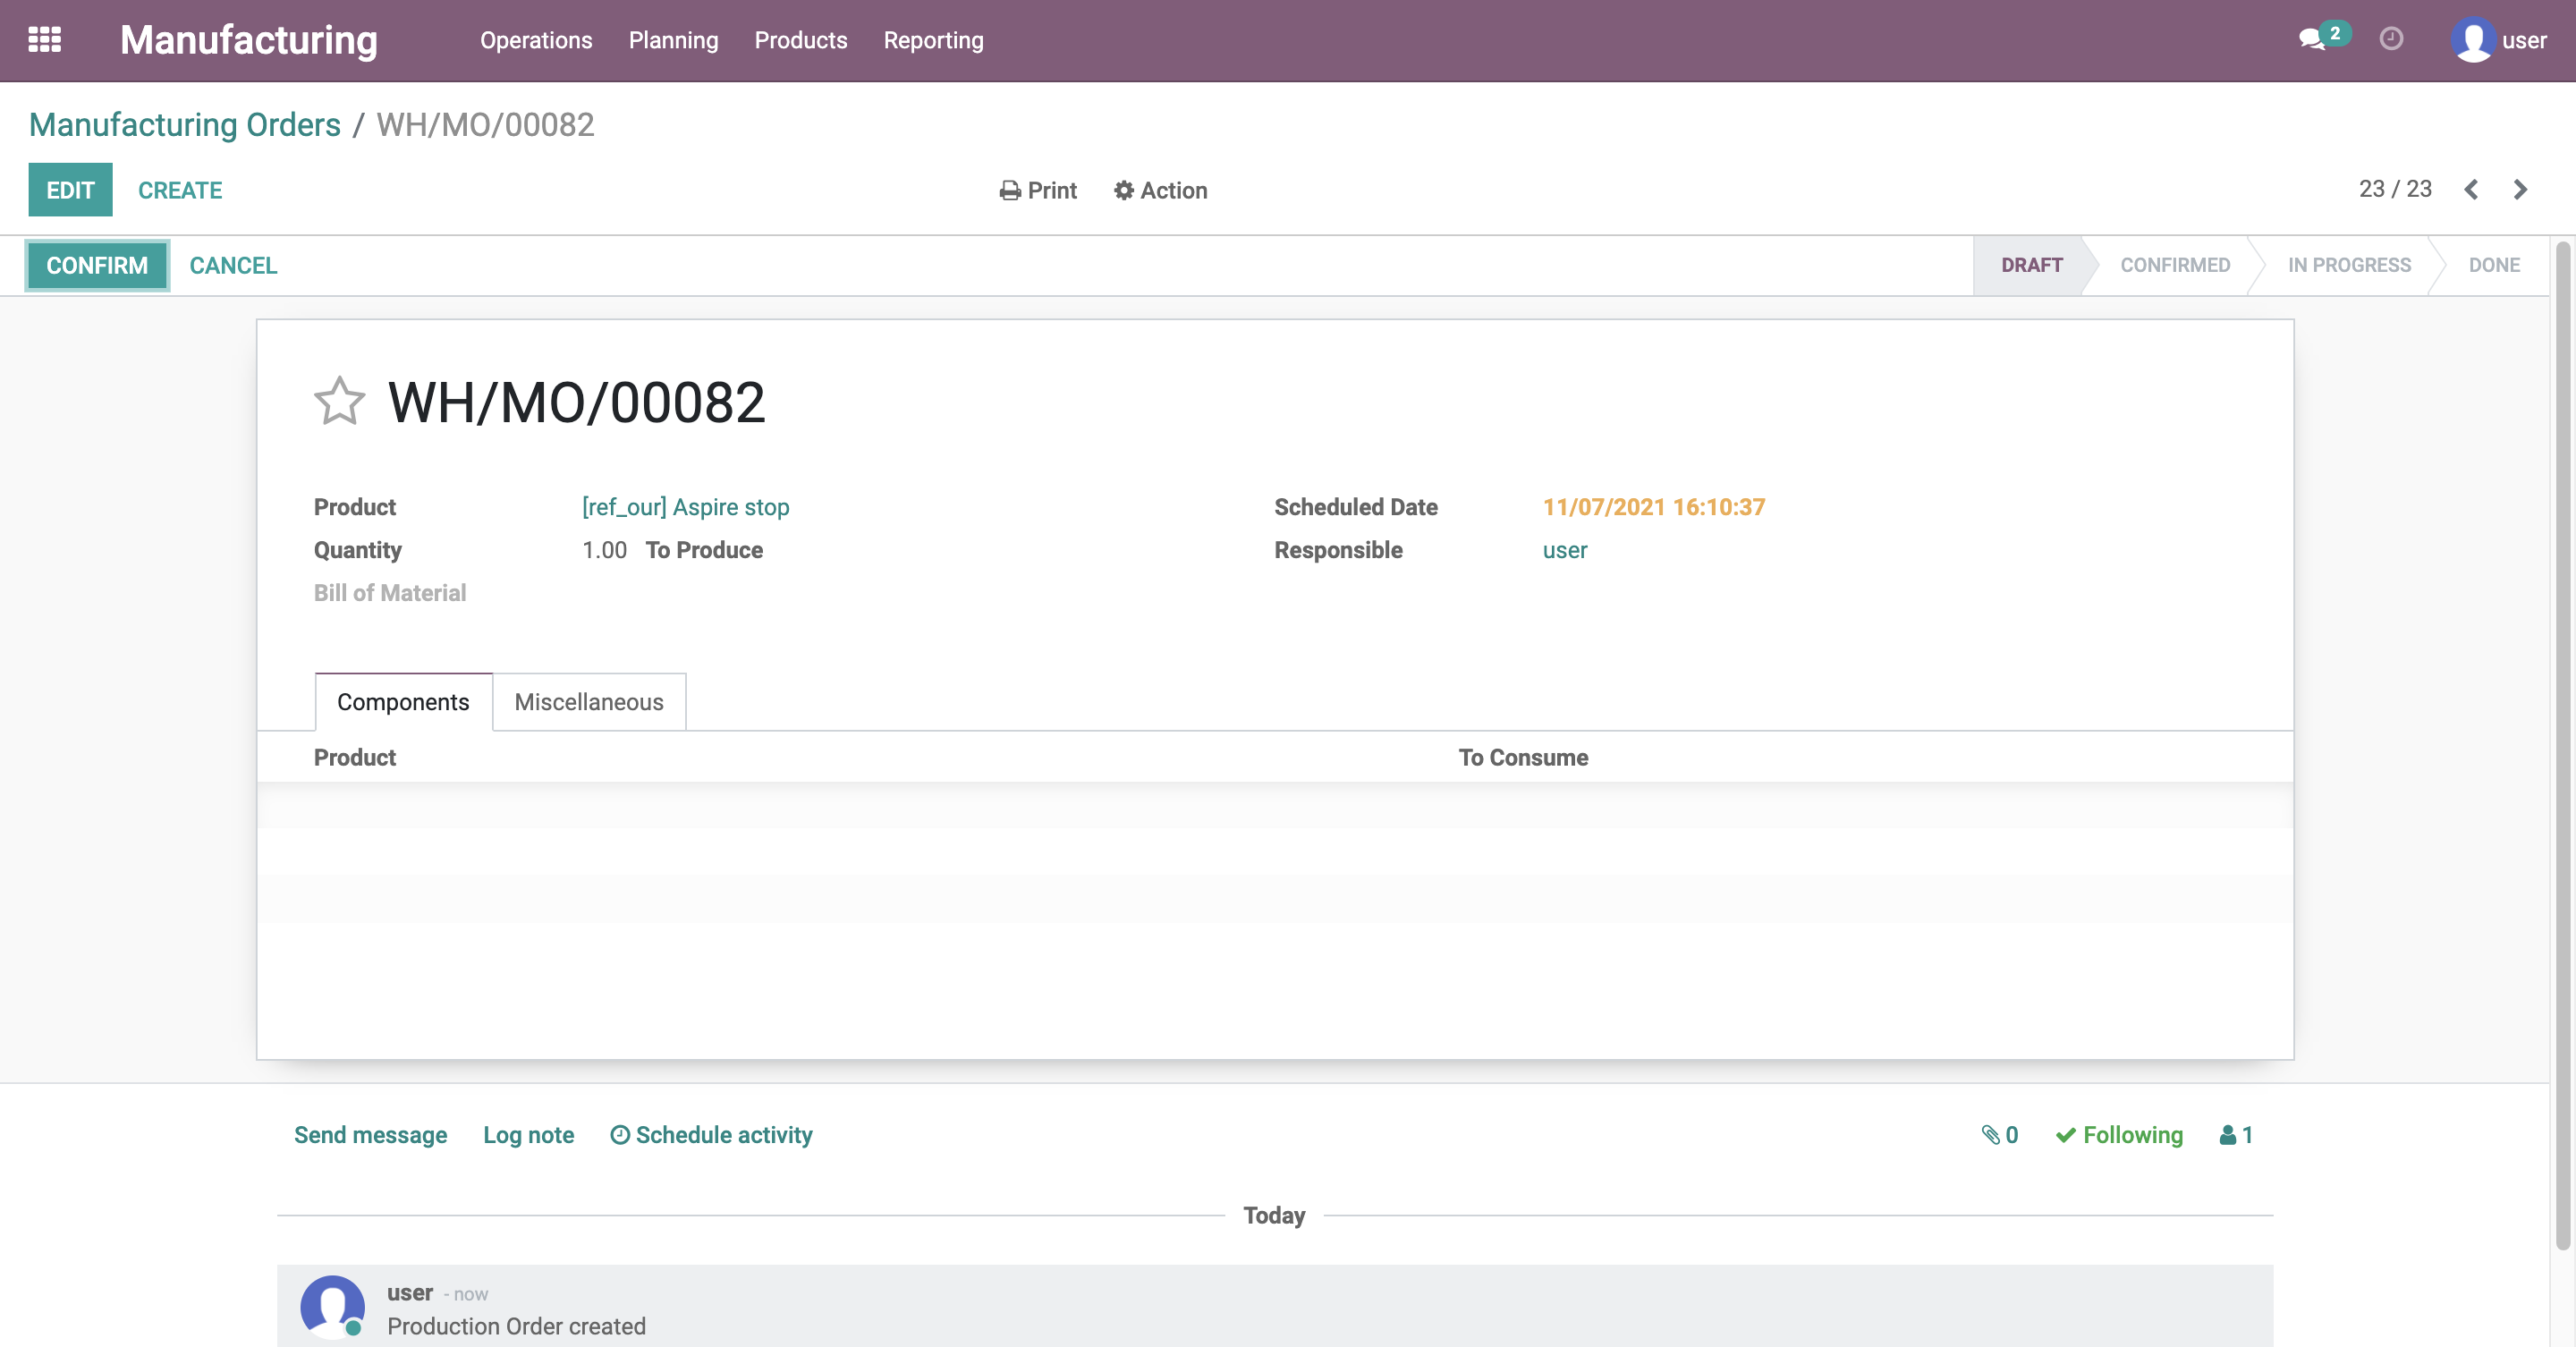 Manufacturing Operations Planning Products Reporting 2 user
Manufacturing Orders / WH/MO/00082
EDIT CREATE Print Action 23 / 23
CONFIRM CANCEL DRAFT CONFIRMED IN PROGRESS DONE
WH/MO/00082
Product [ref_our] Aspire stop Scheduled Date 11/07/2021 16:10:37
Quantity 1.00 To Produce Responsible user
Bill of Material
Components Miscellaneous
Product To Consume
Send message Log note Schedule activity 0 Following 1
Today
user - now
Production Order created